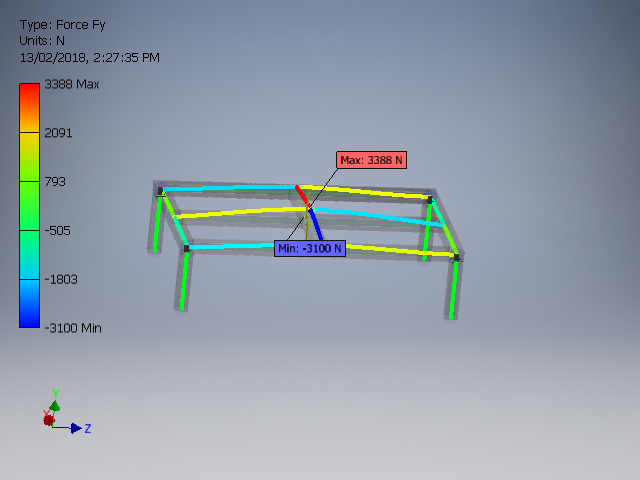 Type: Force Fy
Units: N
13/02/2018, 2:27:35 PM
3388 Max
2091
793
-505
-1803
-3100 Min
Max: 3388 N
Min: -3100 N
Y
X
Z